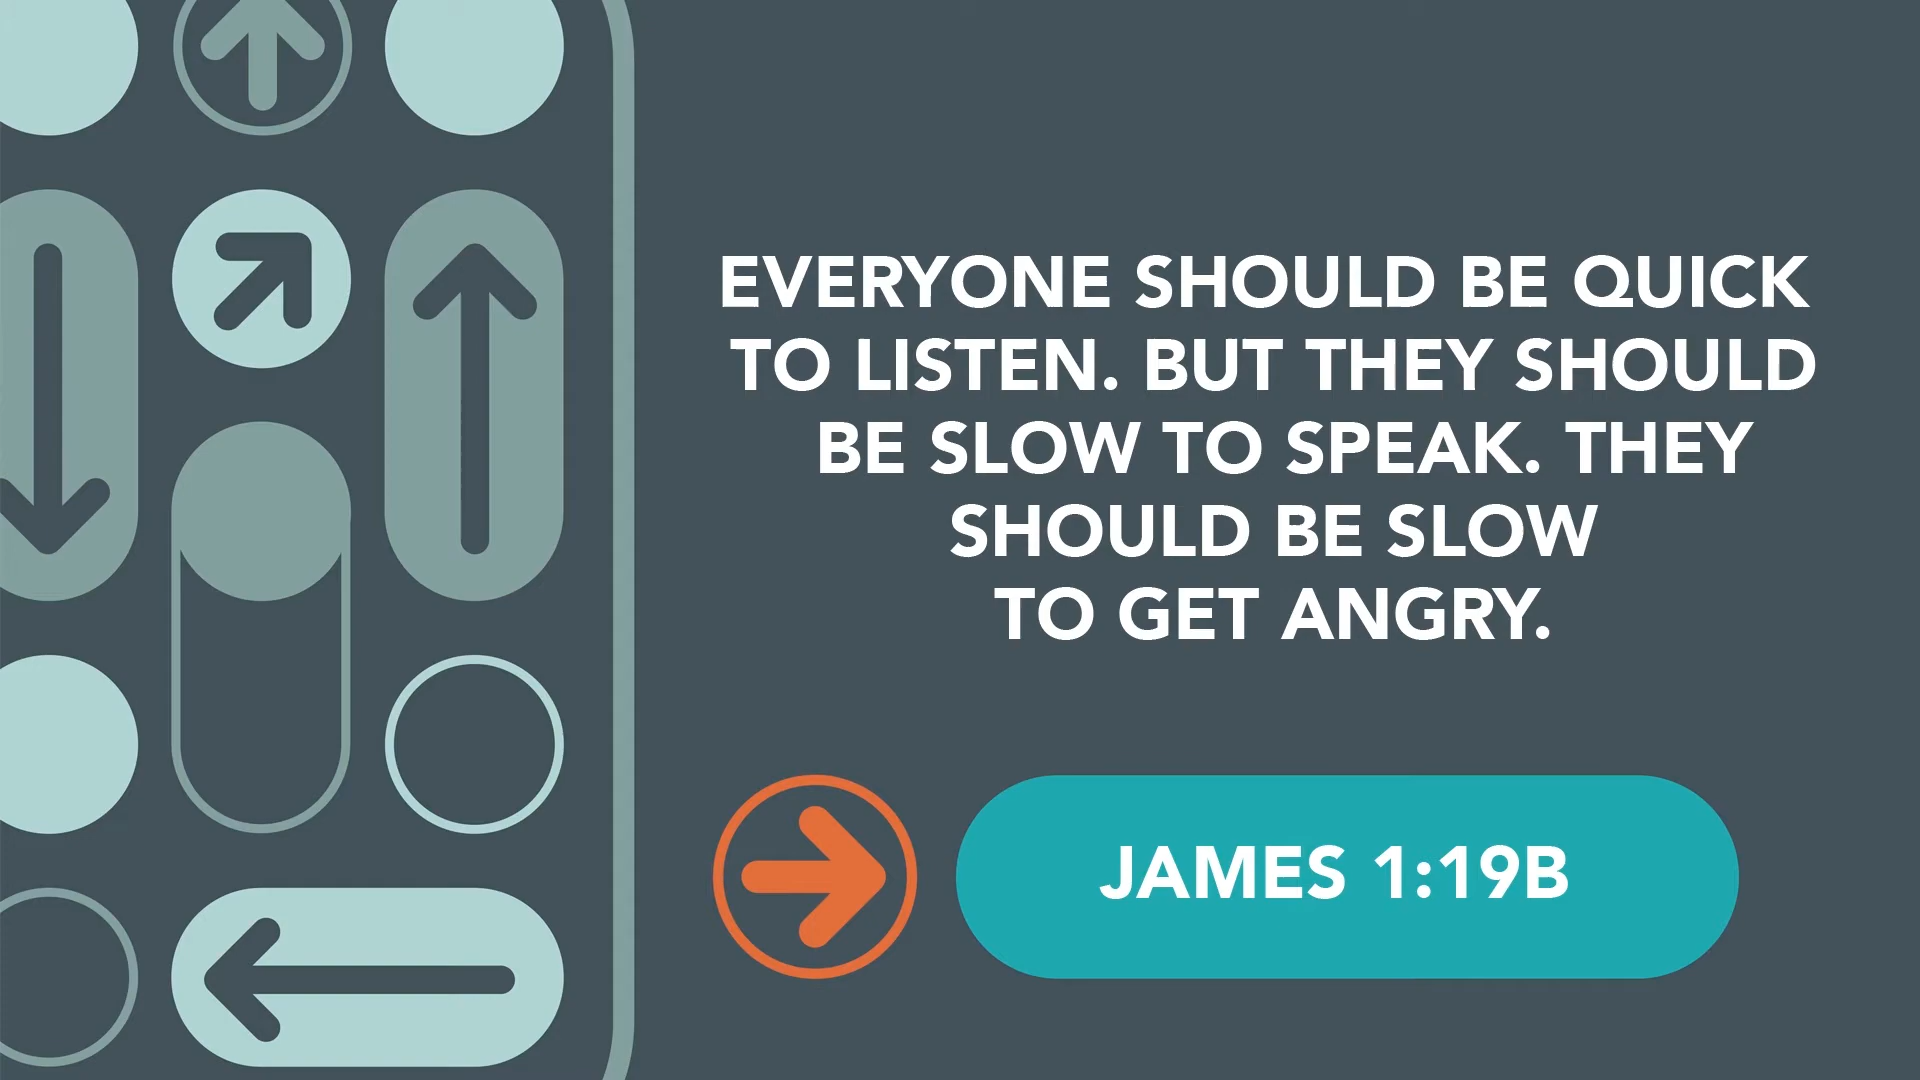 EVERYONE SHOULD BE QUICK
TO LISTEN. BUT THEY SHOULD
BE SLOW TO SPEAK. THEY
SHOULD BE SLOW
TO GET ANGRY.
JAMES 1:19B